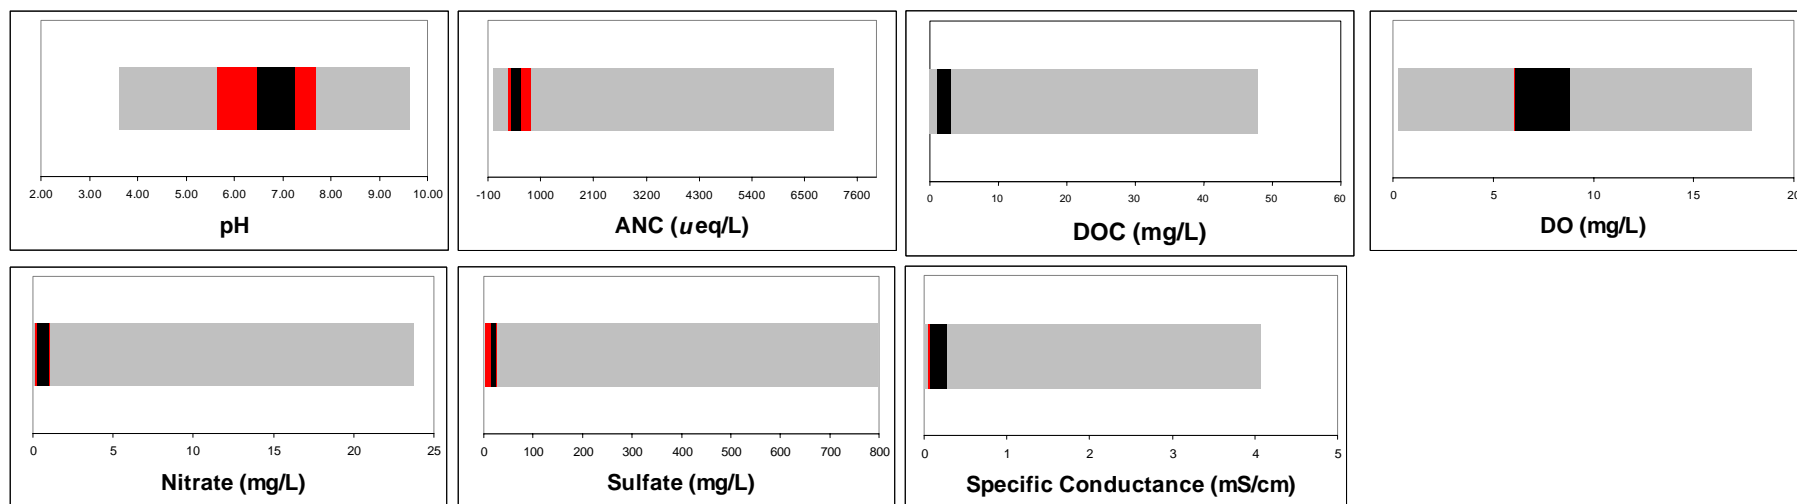 2.00 3.00 4.00 5.00 6.00 7.00 8.00 9.00 10.00
pH
-100 1000 2100 3200 4300 5400 6500 7600
ANC (ueq/L)
0 10 20 30 40 50 60
DOC (mg/L)
0 5 10 15 20
DO (mg/L)
0 5 10 15 20 25
Nitrate (mg/L)
0 100 200 300 400 500 600 700 800
Sulfate (mg/L)
0 1 2 3 4 5
Specific Conductance (mS/cm)